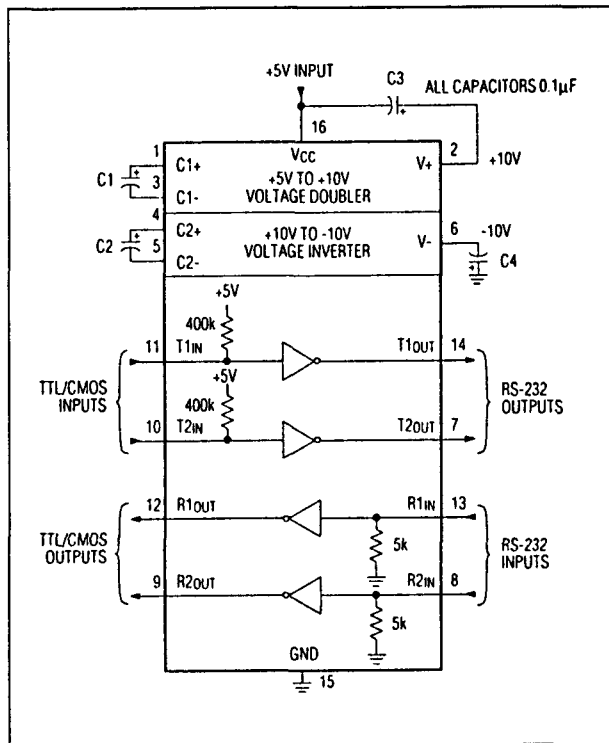 +5V INPUT
C3
ALL CAPACITORS 0.1µF
16
1
VCC
2
C1+
V+
+10V
C1
3
+5V TO +10V
C1-
VOLTAGE DOUBLER
4
C2+
+10V TO -10V
6
-10V
C2
5
VOLTAGE INVERTER
V-
C2-
C4
+5V
400k
11
T1IN
T1OUT
14
TTL/CMOS
INPUTS
+5V
RS-232
OUTPUTS
400k
10
T2IN
T2OUT
7
12
R1OUT
R1IN
13
TTL/CMOS
OUTPUTS
5k
RS-232
INPUTS
9
R2OUT
R2IN
8
5k
GND
15